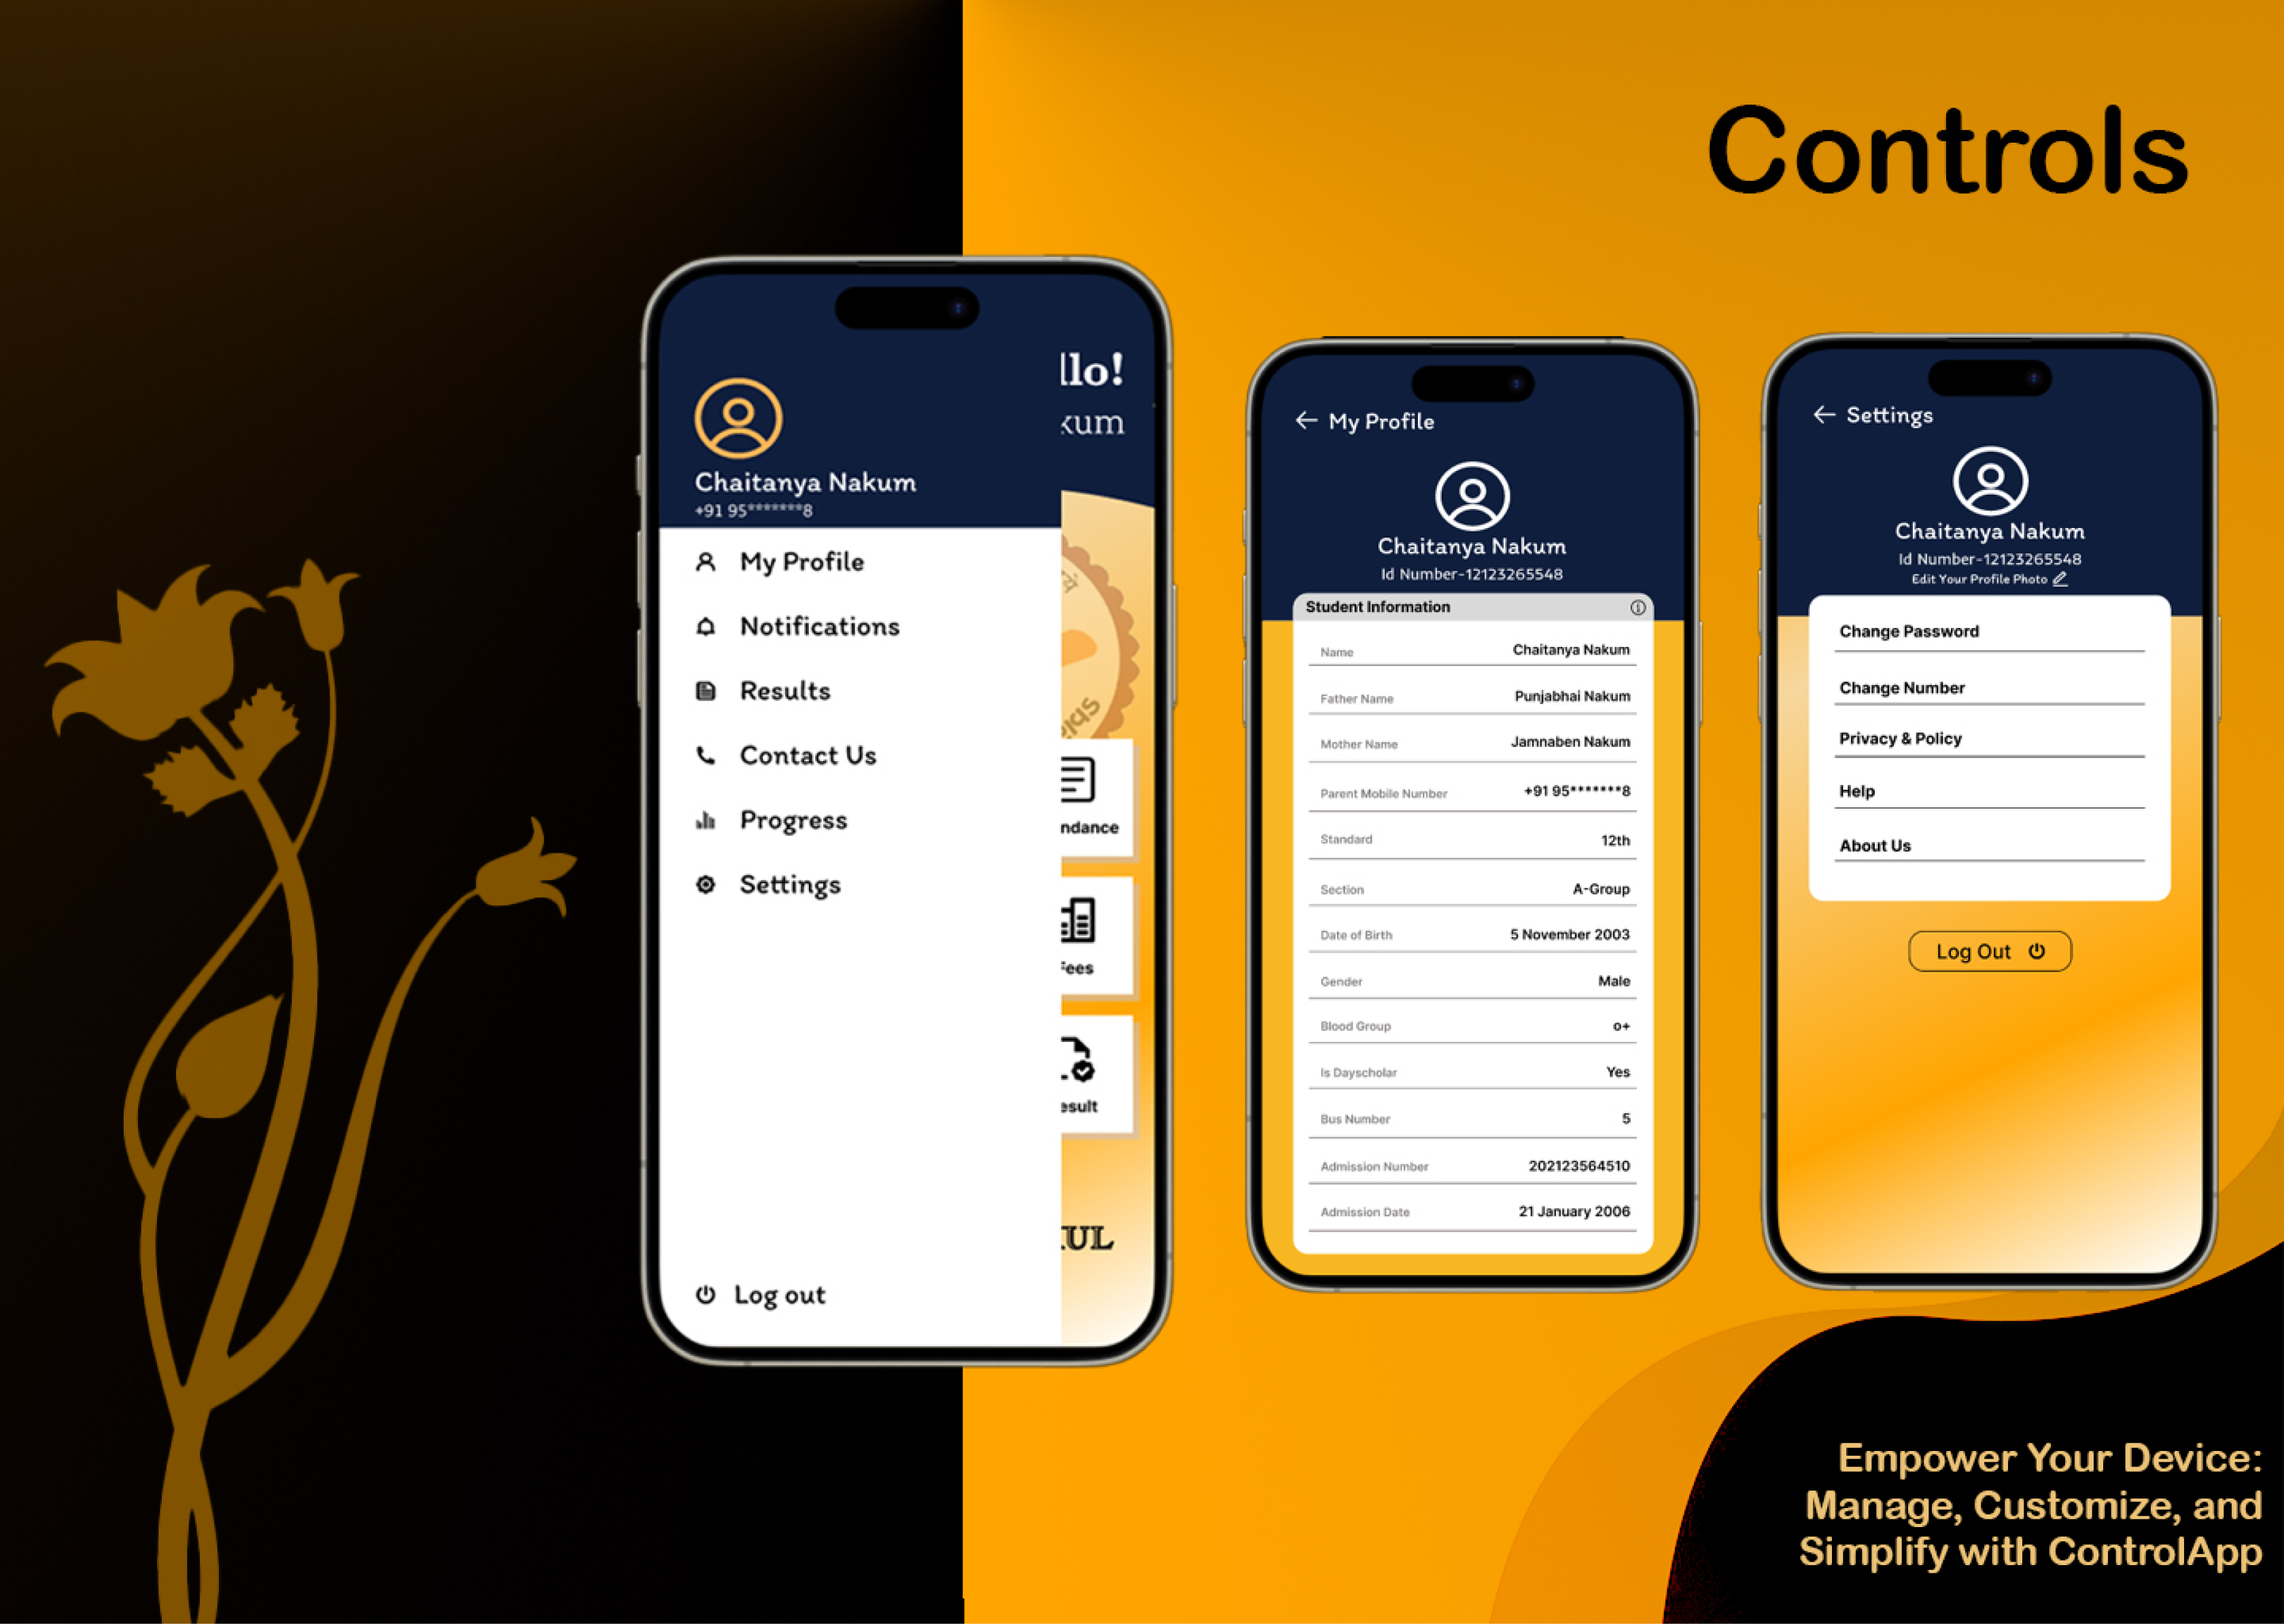 Controls
llo!
kum
Chaitanya Nakum
+91 95*******8
My Profile
Notifications
Results
Contact Us
Progress
Settings
Log out
ndance
Fees
esult
UL
My Profile
Chaitanya Nakum
Id Number-12123265548
Student Information
Name Chaitanya Nakum
Father Name Punjabhai Nakum
Mother Name Jamnaben Nakum
Parent Mobile Number +91 95*******8
Standard 12th
Section A-Group
Date of Birth 5 November 2003
Gender Male
Blood Group o+
Is Dayscholar Yes
Bus Number 5
Admission Number 202123564510
Admission Date 21 January 2006
Settings
Chaitanya Nakum
Id Number-12123265548
Edit Your Profile Photo
Change Password
Change Number
Privacy & Policy
Help
About Us
Log Out
Empower Your Device:
Manage, Customize, and
Simplify with ControlApp